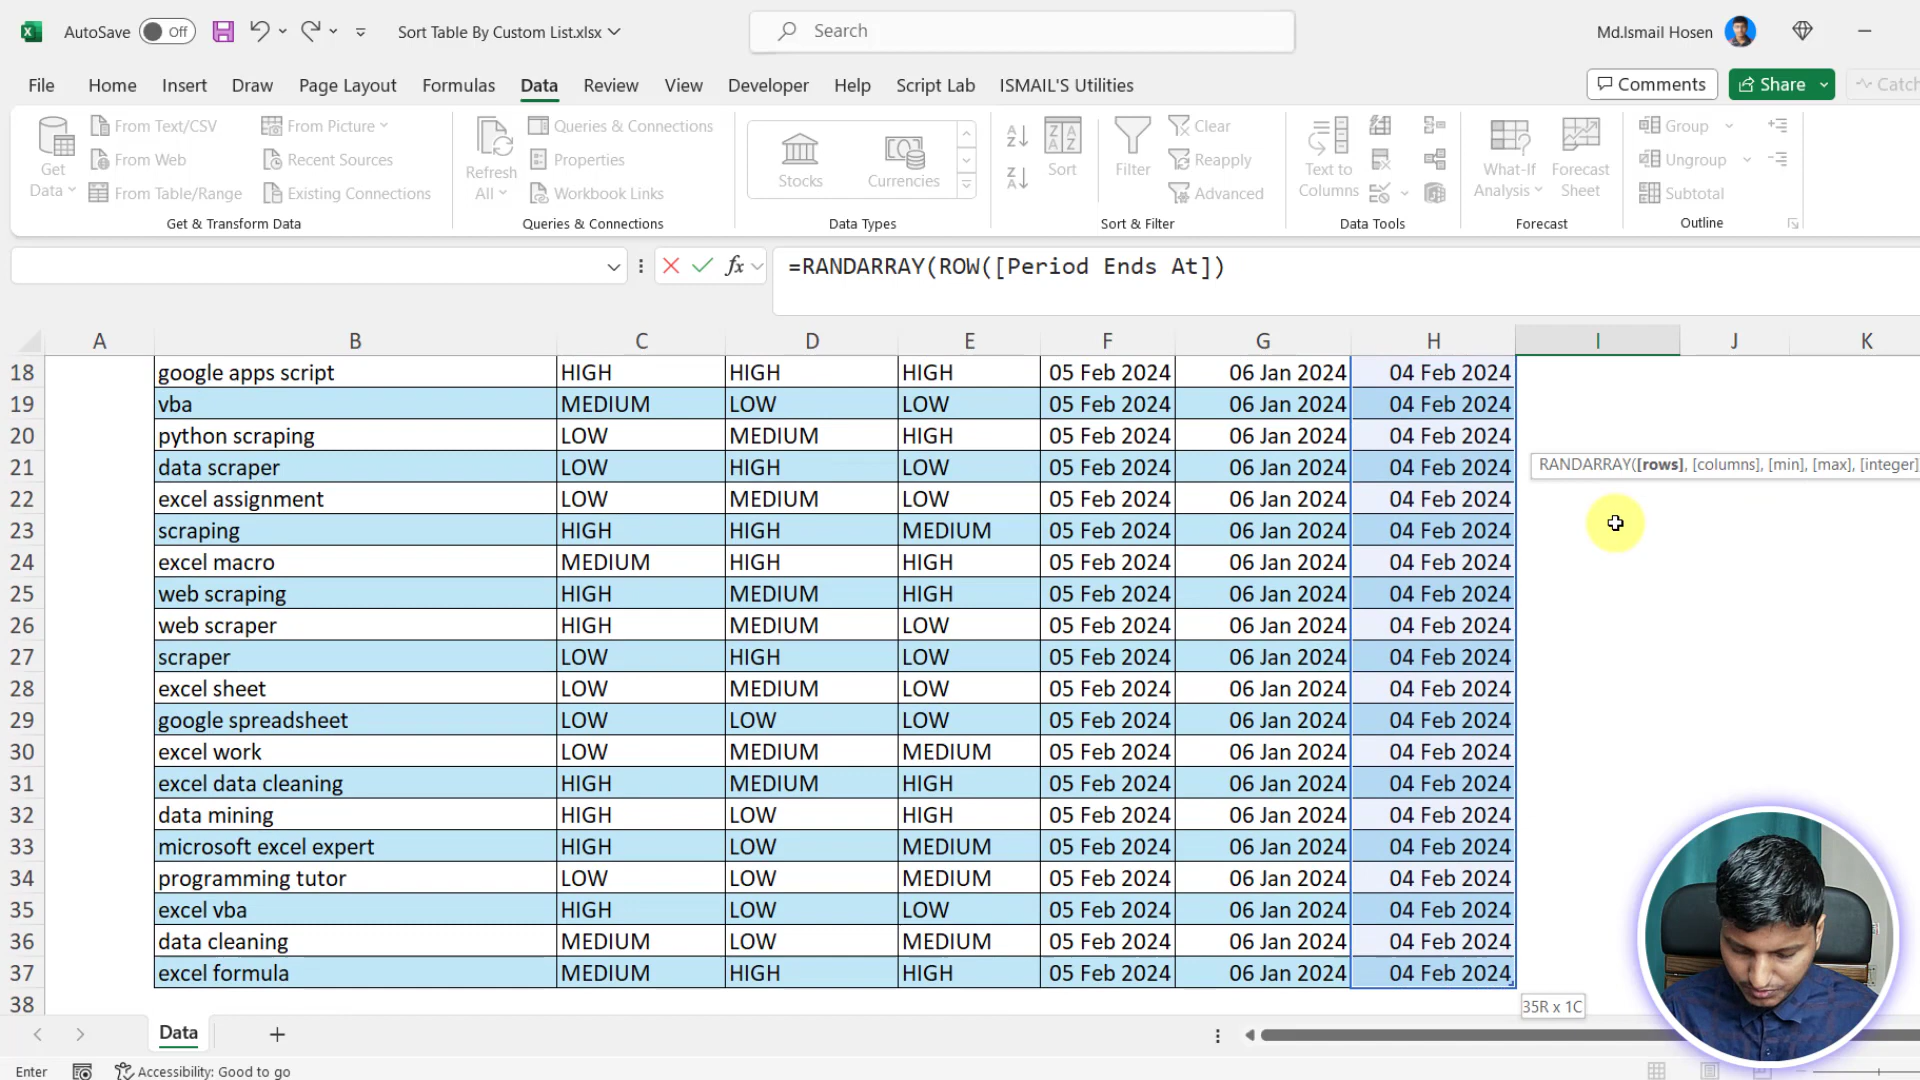 AutoSave Off Sort Table By Custom List.xlsx Search Md.Ismail Hosen
File Home Insert Draw Page Layout Formulas Data Review View Developer Help Script Lab ISMAIL'S Utilities Comments Share Catch
Get Data From Text/CSV From Web From Table/Range From Picture Recent Sources Existing Connections
Get & Transform Data
Refresh All Queries & Connections Properties Workbook Links
Queries & Connections
Stocks Currencies
Data Types
Sort Filter Clear Reapply Advanced
Sort & Filter
Text to Columns
Data Tools
What-If Analysis Forecast Sheet
Forecast
Group Ungroup Subtotal
Outline
fx =RANDARRAY(ROW([Period Ends At])
A B C D E F G H I J K
18 google apps script HIGH HIGH HIGH 05 Feb 2024 06 Jan 2024 04 Feb 2024
19 vba MEDIUM LOW LOW 05 Feb 2024 06 Jan 2024 04 Feb 2024
20 python scraping LOW MEDIUM HIGH 05 Feb 2024 06 Jan 2024 04 Feb 2024
21 data scraper LOW HIGH LOW 05 Feb 2024 06 Jan 2024 04 Feb 2024
RANDARRAY([rows], [columns], [min], [max], [integer]
22 excel assignment LOW MEDIUM LOW 05 Feb 2024 06 Jan 2024 04 Feb 2024
23 scraping HIGH HIGH MEDIUM 05 Feb 2024 06 Jan 2024 04 Feb 2024
24 excel macro MEDIUM HIGH HIGH 05 Feb 2024 06 Jan 2024 04 Feb 2024
25 web scraping HIGH MEDIUM HIGH 05 Feb 2024 06 Jan 2024 04 Feb 2024
26 web scraper HIGH MEDIUM LOW 05 Feb 2024 06 Jan 2024 04 Feb 2024
27 scraper LOW HIGH LOW 05 Feb 2024 06 Jan 2024 04 Feb 2024
28 excel sheet LOW MEDIUM LOW 05 Feb 2024 06 Jan 2024 04 Feb 2024
29 google spreadsheet LOW LOW LOW 05 Feb 2024 06 Jan 2024 04 Feb 2024
30 excel work LOW MEDIUM MEDIUM 05 Feb 2024 06 Jan 2024 04 Feb 2024
31 excel data cleaning HIGH MEDIUM HIGH 05 Feb 2024 06 Jan 2024 04 Feb 2024
32 data mining HIGH LOW HIGH 05 Feb 2024 06 Jan 2024 04 Feb 2024
33 microsoft excel expert HIGH LOW MEDIUM 05 Feb 2024 06 Jan 2024 04 Feb 2024
34 programming tutor LOW LOW MEDIUM 05 Feb 2024 06 Jan 2024 04 Feb 2024
35 excel vba HIGH LOW LOW 05 Feb 2024 06 Jan 2024 04 Feb 2024
36 data cleaning MEDIUM LOW MEDIUM 05 Feb 2024 06 Jan 2024 04 Feb 2024
37 excel formula MEDIUM HIGH HIGH 05 Feb 2024 06 Jan 2024 04 Feb 2024
38
35R x 1C
Data
Enter Accessibility: Good to go